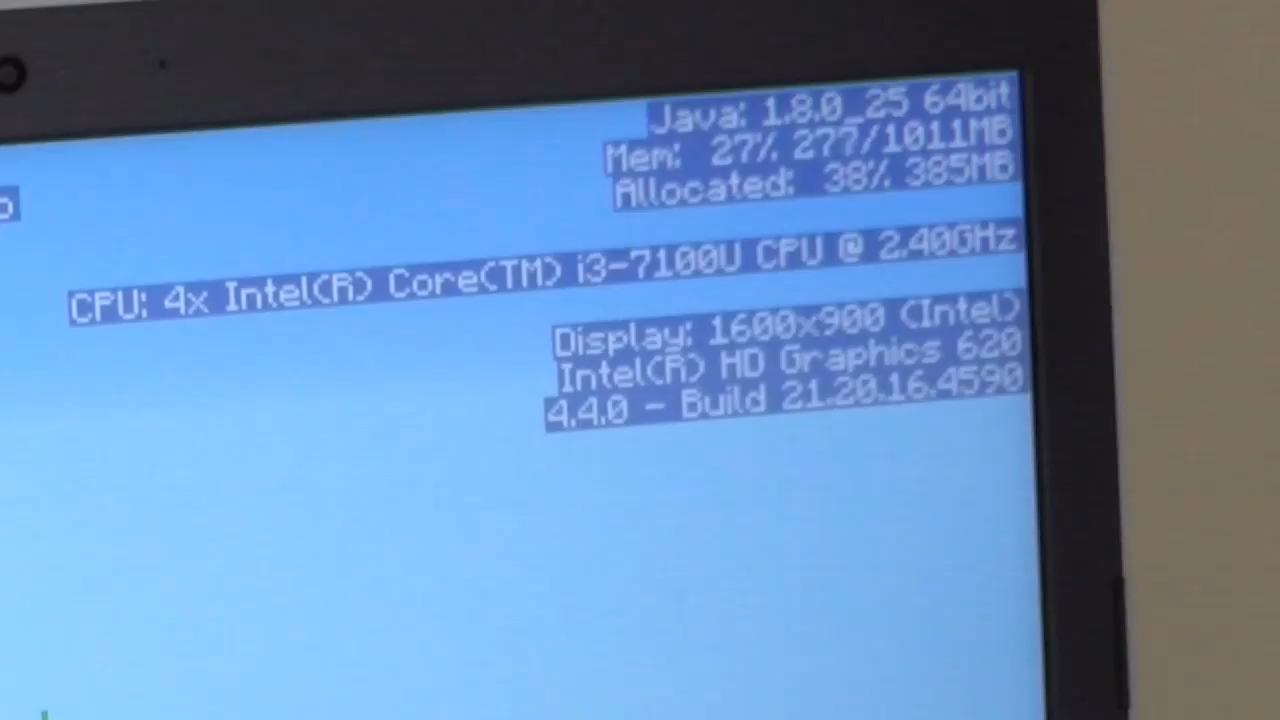 Java: 1.8.0_25 64bit
Mem: 27% 277/1011MB
Allocated: 38% 385MB
CPU: 4x Intel(R) Core(TM) i3-7100U CPU @ 2.40GHz
Display: 1600x900 (Intel)
Intel(R) HD Graphics 620
4.4.0 - Build 21.20.16.4590